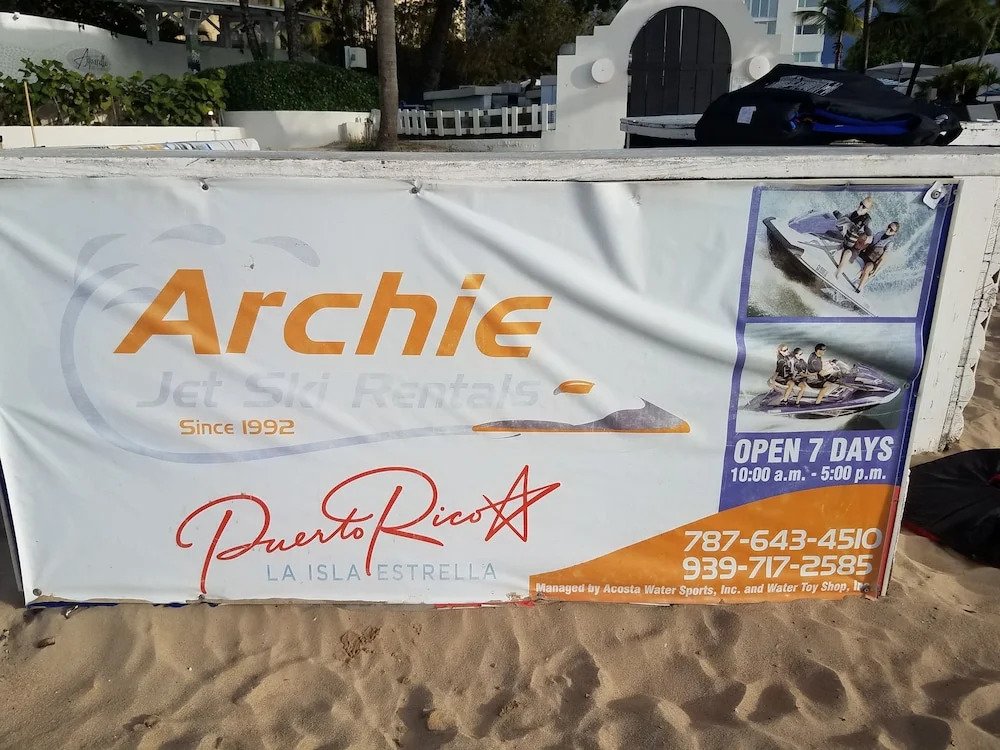 Archie
Jet Ski Rentals
Since 1992
Puerto Rico
LA ISLA ESTRELLA
OPEN 7 DAYS
10:00 a.m. - 5:00 p.m.
787-643-4510
939-717-2585
Managed by Acosta Water Sports, Inc. and Water Toy Shop,